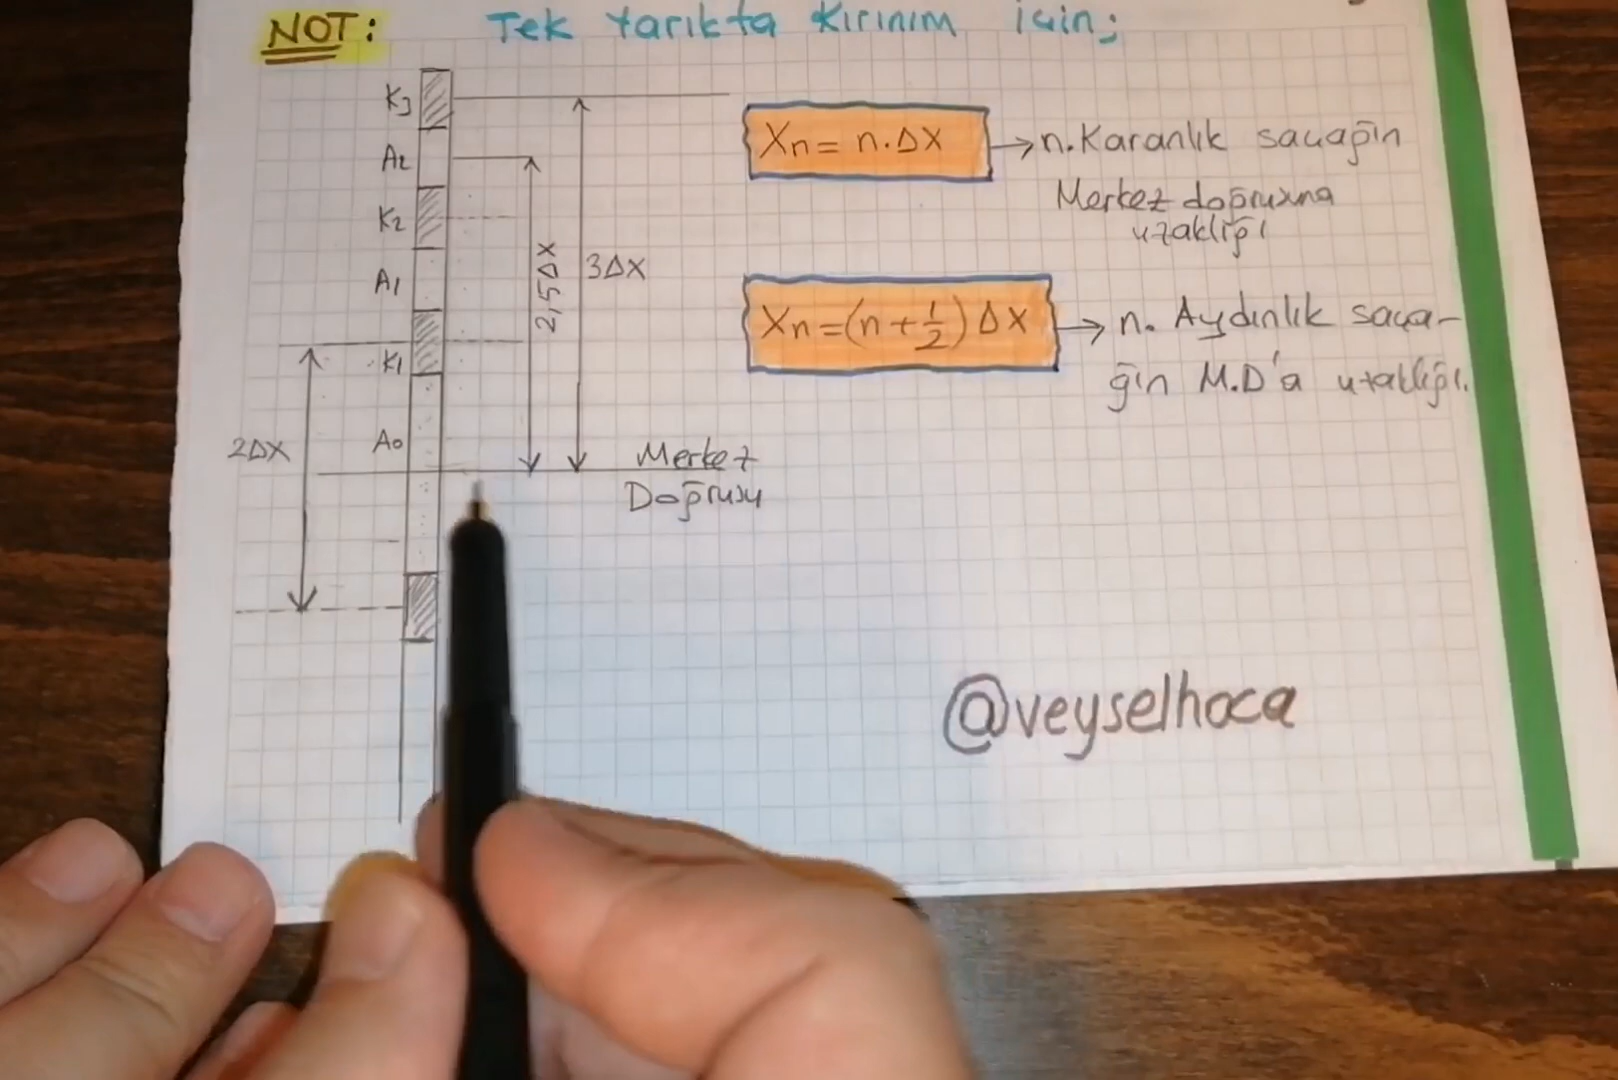 NOT: Tek yarıkta kırınım için;
K3
A2
K2
A1
K1
A0
2Δx
2,5Δx
3Δx
Merkez
Doğrusu
Xn = n.Δx → n. Karanlık saçağın
Merkez doğrusuna
uzaklığı
Xn = (n + 1/2) Δx → n. Aydınlık saça-
ğın M.D'a uzaklığı.
@veyselhoca